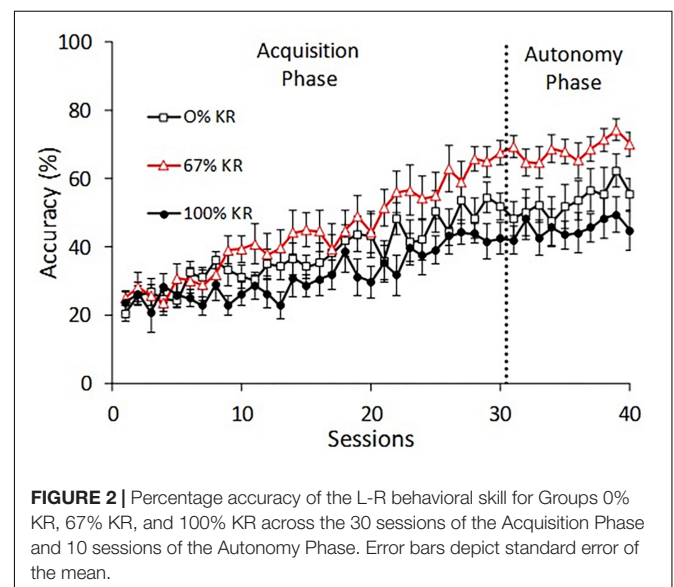 100
80
60
40
20
0
Accuracy (%)
Acquisition
Phase
Autonomy
Phase
O% KR
67% KR
100% KR
0
10
20
30
40
Sessions
FIGURE 2 | Percentage accuracy of the L-R behavioral skill for Groups 0%
KR, 67% KR, and 100% KR across the 30 sessions of the Acquisition Phase
and 10 sessions of the Autonomy Phase. Error bars depict standard error of
the mean.